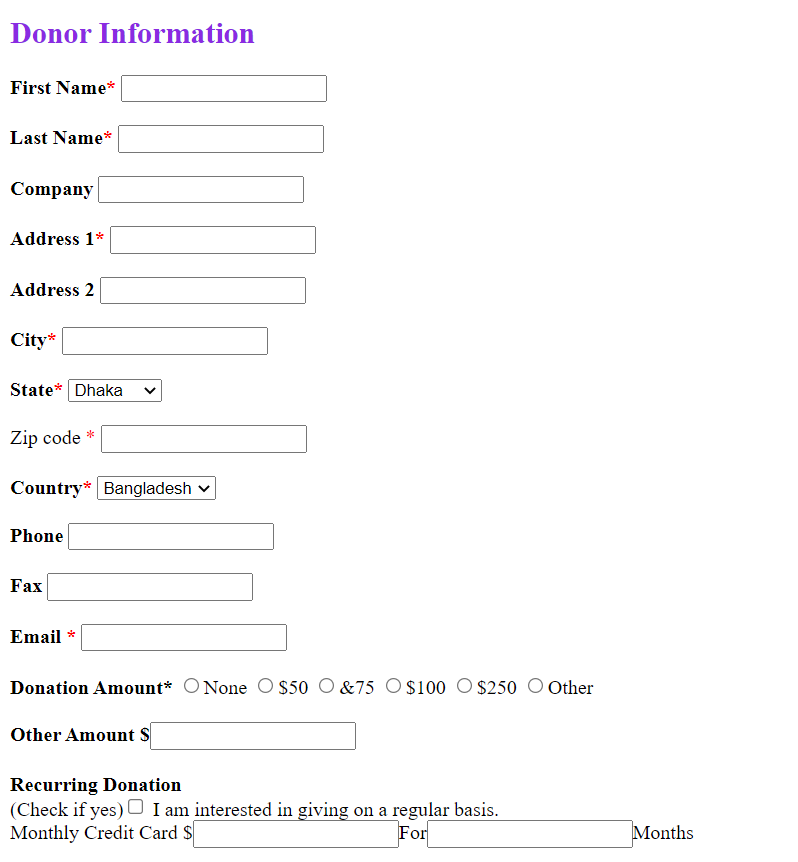 Donor Information
First Name*
Last Name*
Company
Address 1*
Address 2
City*
State* Dhaka
Zip code *
Country* Bangladesh
Phone
Fax
Email *
Donation Amount* None $50 &75 $100 $250 Other
Other Amount $
Recurring Donation
(Check if yes) I am interested in giving on a regular basis.
Monthly Credit Card $ For Months